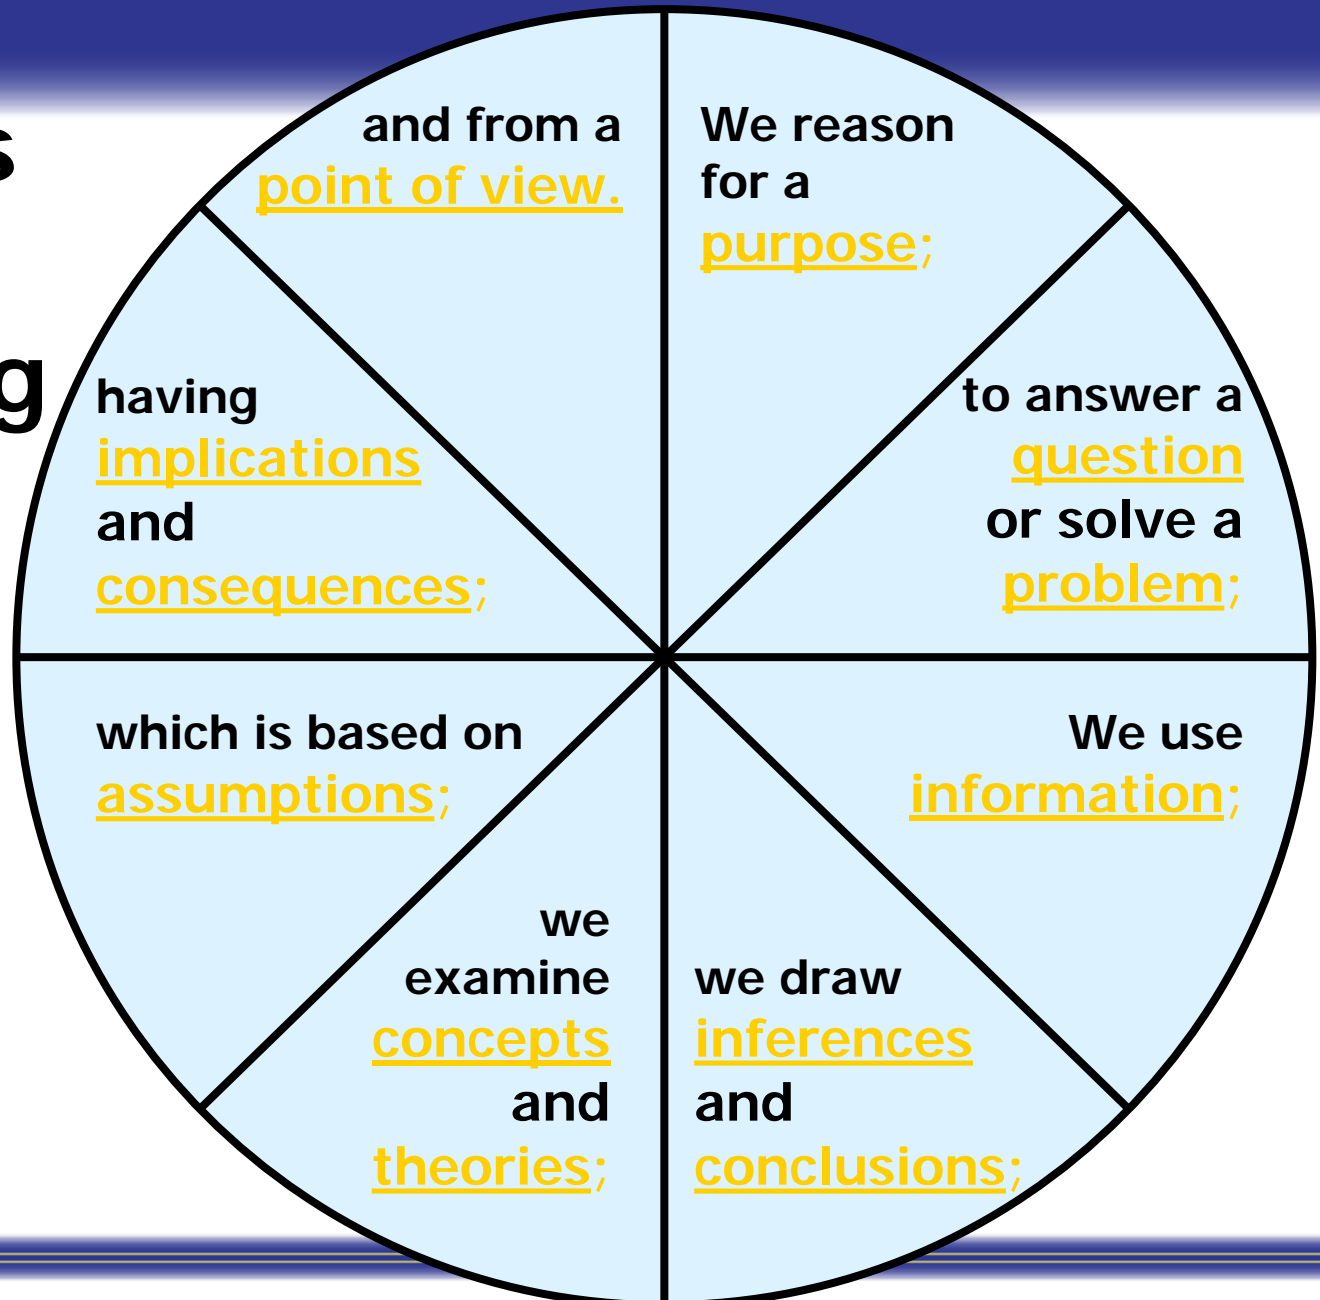 s
g
We reason
for a
purpose;
to answer a
question
or solve a
problem;
We use
information;
we draw
inferences
and
conclusions;
we
examine
concepts
and
theories;
which is based on
assumptions;
having
implications
and
consequences;
and from a
point of view.